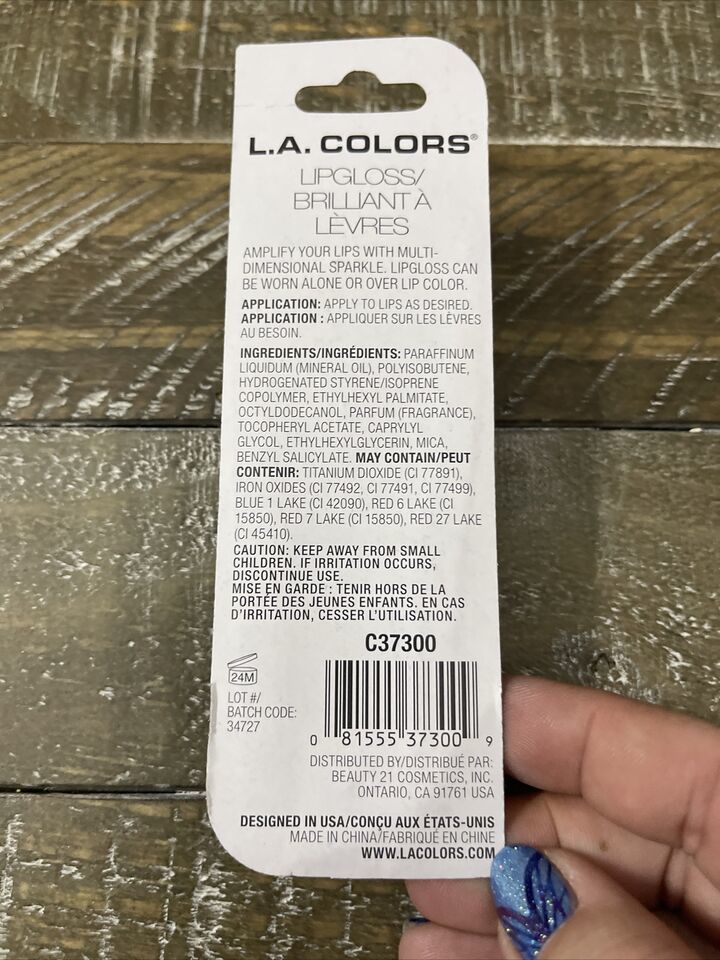 L.A. COLORS®
LIPGLOSS/
BRILLIANT À
LÈVRES
AMPLIFY YOUR LIPS WITH MULTI-
DIMENSIONAL SPARKLE. LIPGLOSS CAN
BE WORN ALONE OR OVER LIP COLOR.
APPLICATION: APPLY TO LIPS AS DESIRED.
APPLICATION : APPLIQUER SUR LES LÈVRES
AU BESOIN.
INGREDIENTS/INGRÉDIENTS: PARAFFINUM
LIQUIDUM (MINERAL OIL), POLYISOBUTENE,
HYDROGENATED STYRENE/ISOPRENE
COPOLYMER, ETHYLHEXYL PALMITATE,
OCTYLDODECANOL, PARFUM (FRAGRANCE),
TOCOPHERYL ACETATE, CAPRYLYL
GLYCOL, ETHYLHEXYLGLYCERIN, MICA,
BENZYL SALICYLATE. MAY CONTAIN/PEUT
CONTENIR: TITANIUM DIOXIDE (CI 77891),
IRON OXIDES (CI 77492, CI 77491, CI 77499),
BLUE 1 LAKE (CI 42090), RED 6 LAKE (CI
15850), RED 7 LAKE (CI 15850), RED 27 LAKE
(CI 45410).
CAUTION: KEEP AWAY FROM SMALL
CHILDREN. IF IRRITATION OCCURS,
DISCONTINUE USE.
MISE EN GARDE : TENIR HORS DE LA
PORTÉE DES JEUNES ENFANTS. EN CAS
D'IRRITATION, CESSER L'UTILISATION.
C37300
24M
LOT #/
BATCH CODE:
34727
0 81555 37300 9
DISTRIBUTED BY/DISTRIBUÉ PAR:
BEAUTY 21 COSMETICS, INC.
ONTARIO, CA 91761 USA
DESIGNED IN USA/CONÇU AUX ÉTATS-UNIS
MADE IN CHINA/FABRIQUÉ EN CHINE
WWW.LACOLORS.COM